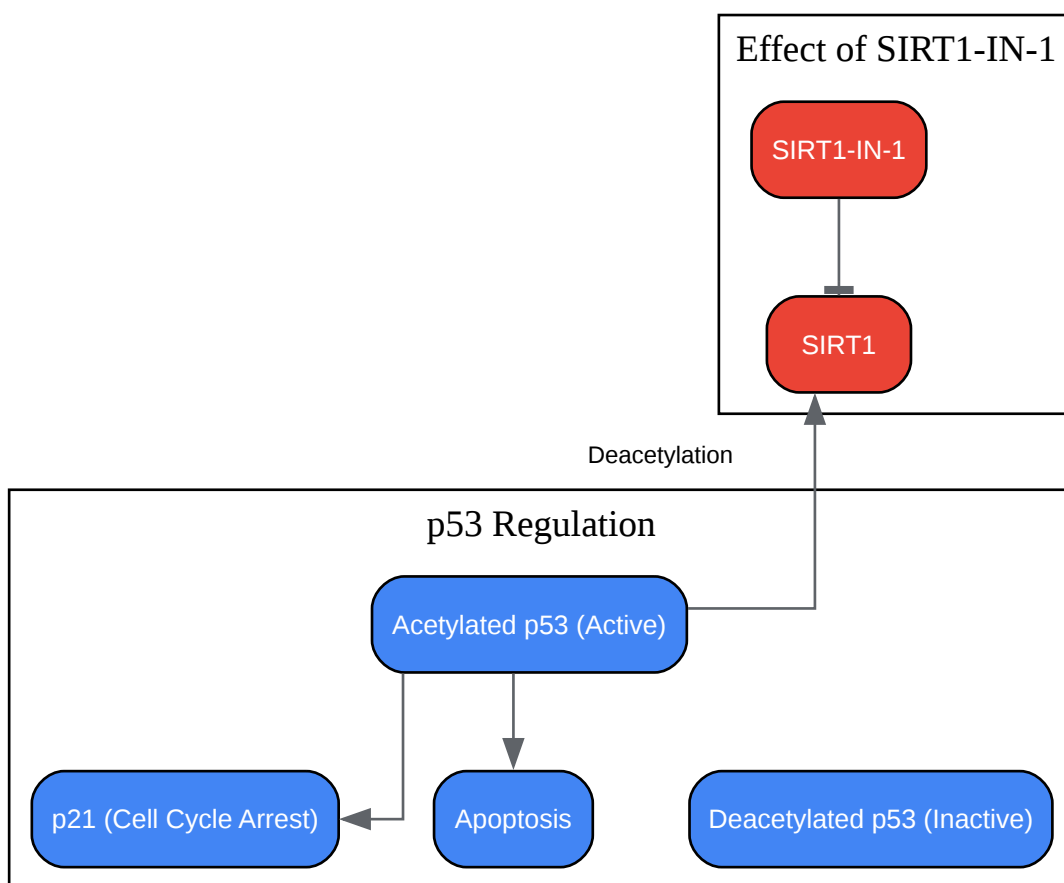 Effect of SIRT1-IN-1
SIRT1-IN-1
SIRT1
Deacetylation
p53 Regulation
Acetylated p53 (Active)
p21 (Cell Cycle Arrest)
Apoptosis
Deacetylated p53 (Inactive)